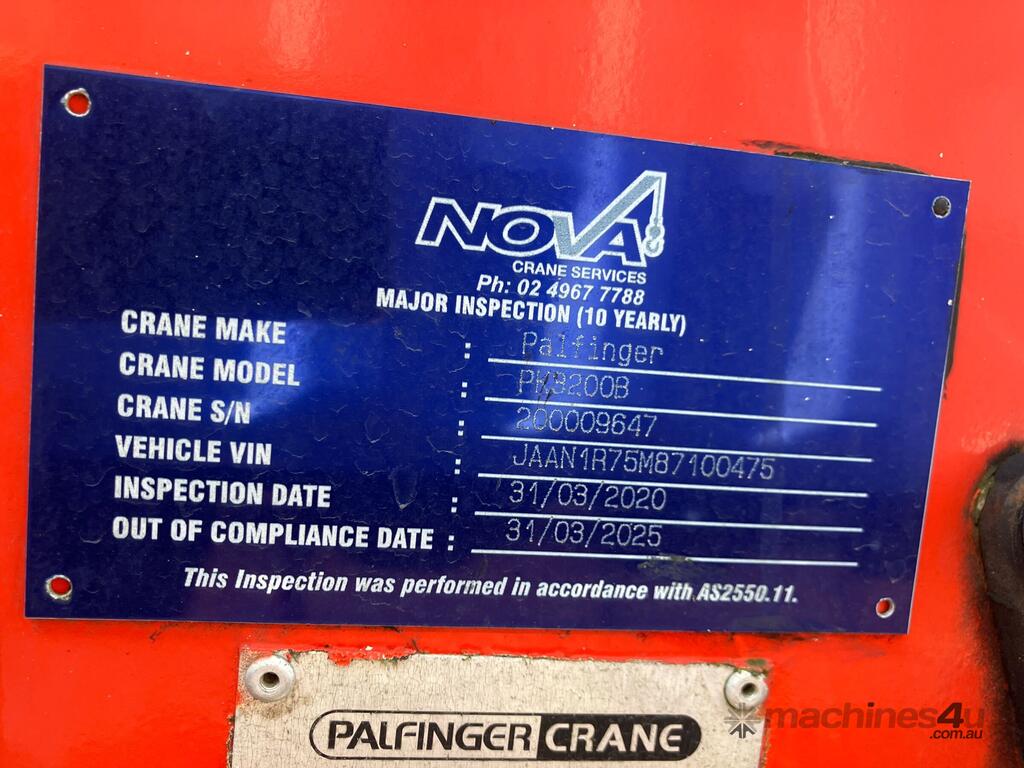 NOVA
CRANE SERVICES
Ph: 02 4967 7788
MAJOR INSPECTION (10 YEARLY)
CRANE MAKE : Palfinger
CRANE MODEL : PK3200B
CRANE S/N : 200009647
VEHICLE VIN : JAAN1R75M87100475
INSPECTION DATE : 31/03/2020
OUT OF COMPLIANCE DATE : 31/03/2025
This Inspection was performed in accordance with AS2550.11.
PALFINGER CRANE
machines4u
.com.au